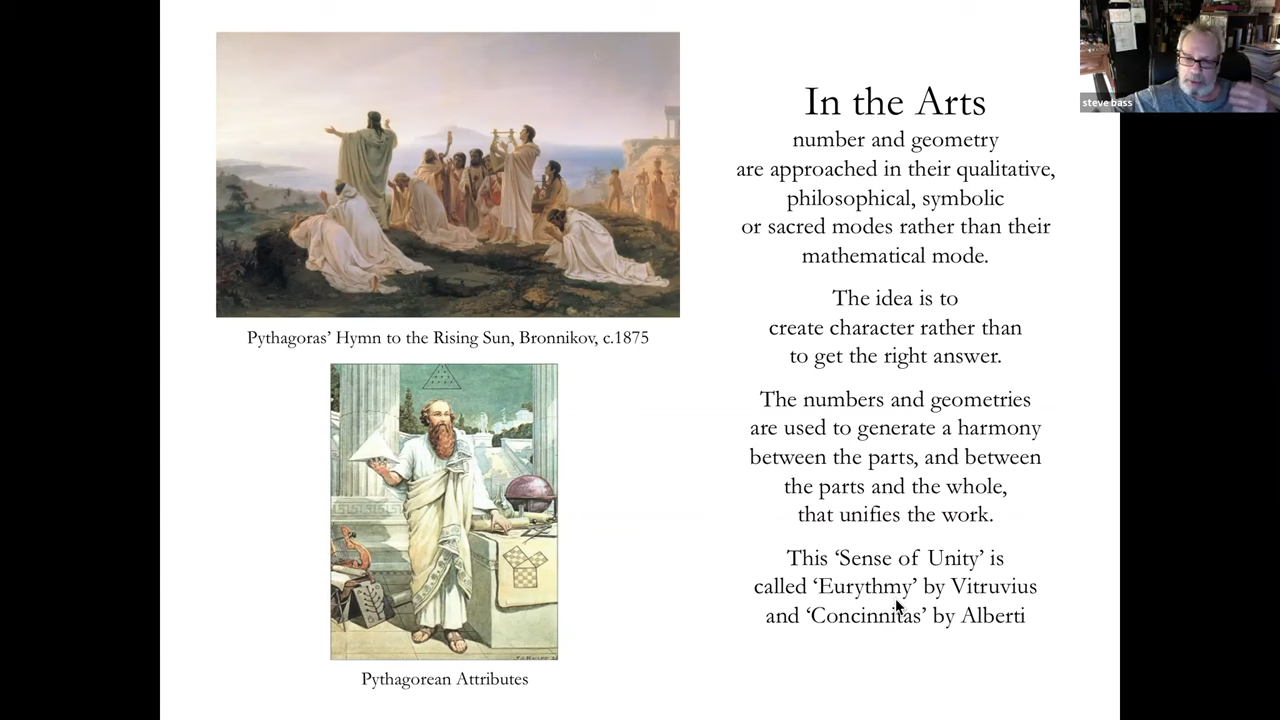 In the Arts
number and geometry
are approached in their qualitative,
philosophical, symbolic
or sacred modes rather than their
mathematical mode.
The idea is to
create character rather than
to get the right answer.
The numbers and geometries
are used to generate a harmony
between the parts, and between
the parts and the whole,
that unifies the work.
This ‘Sense of Unity’ is
called ‘Eurythmy’ by Vitruvius
and ‘Concinnitas’ by Alberti
Pythagoras’ Hymn to the Rising Sun, Bronnikov, c.1875
Pythagorean Attributes
steve bass